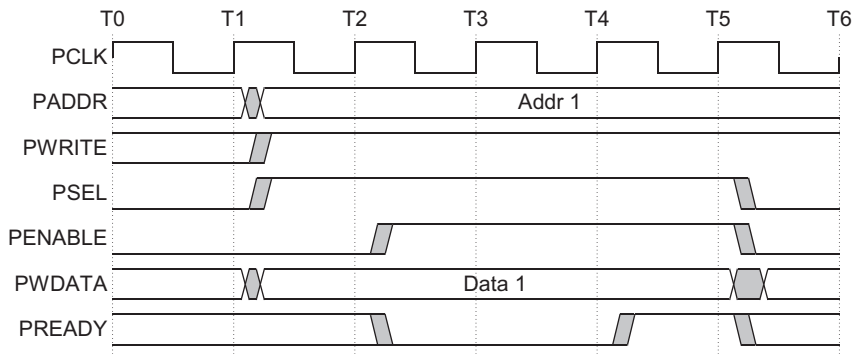 T0 T1 T2 T3 T4 T5 T6
PCLK
PADDR Addr 1
PWRITE
PSEL
PENABLE
PWDATA Data 1
PREADY